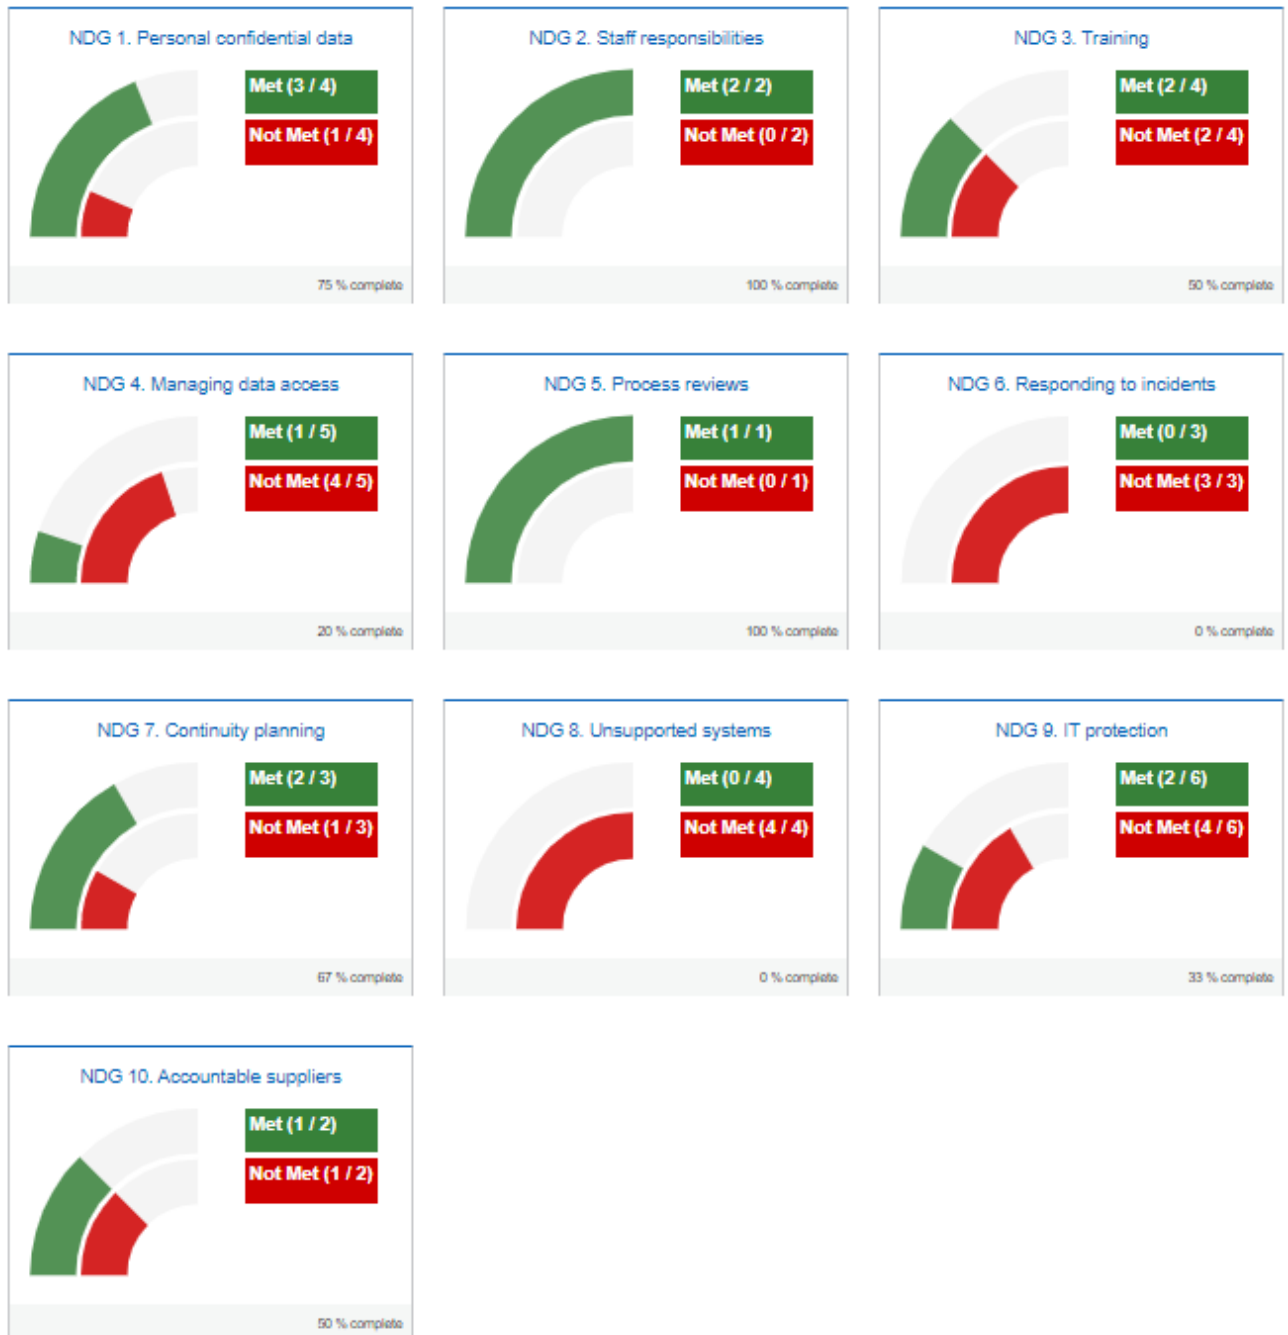 NDG 1. Personal confidential data
Met (3 / 4)
Not Met (1 / 4)
75 % complete
NDG 2. Staff responsibilities
Met (2 / 2)
Not Met (0 / 2)
100 % complete
NDG 3. Training
Met (2 / 4)
Not Met (2 / 4)
50 % complete
NDG 4. Managing data access
Met (1 / 5)
Not Met (4 / 5)
20 % complete
NDG 5. Process reviews
Met (1 / 1)
Not Met (0 / 1)
100 % complete
NDG 6. Responding to incidents
Met (0 / 3)
Not Met (3 / 3)
0 % complete
NDG 7. Continuity planning
Met (2 / 3)
Not Met (1 / 3)
67 % complete
NDG 8. Unsupported systems
Met (0 / 4)
Not Met (4 / 4)
0 % complete
NDG 9. IT protection
Met (2 / 6)
Not Met (4 / 6)
33 % complete
NDG 10. Accountable suppliers
Met (1 / 2)
Not Met (1 / 2)
50 % complete